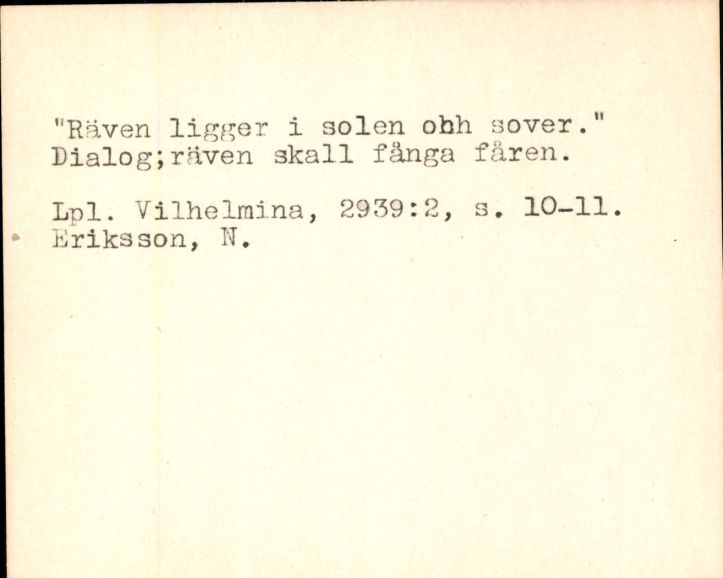 "Räven ligger i solen ohh sover."
Dialog;räven skall fånga fåren.
Lpl. Vilhelmina, 2939:2, s. 10-11.
Eriksson, N.